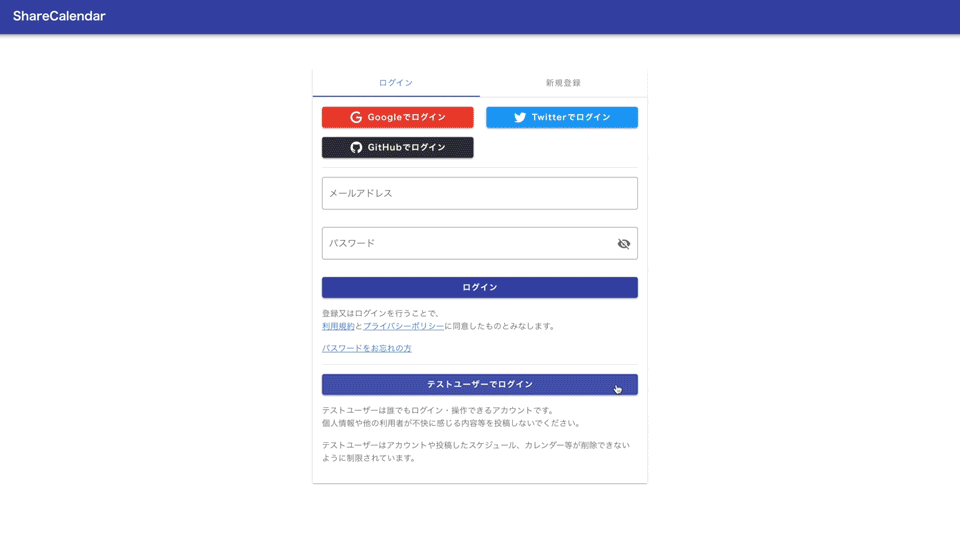 ShareCalendar
ログイン
新規登録
Googleでログイン
Twitterでログイン
GitHubでログイン
メールアドレス
パスワード
ログイン
登録又はログインを行うことで、
利用規約とプライバシーポリシーに同意したものとみなします。
パスワードをお忘れの方
テストユーザーでログイン
テストユーザーは誰でもログイン・操作できるアカウントです。
個人情報や他の利用者が不快に感じる内容等を投稿しないでください。
テストユーザーはアカウントや投稿したスケジュール、カレンダー等が削除できない
ように制限されています。